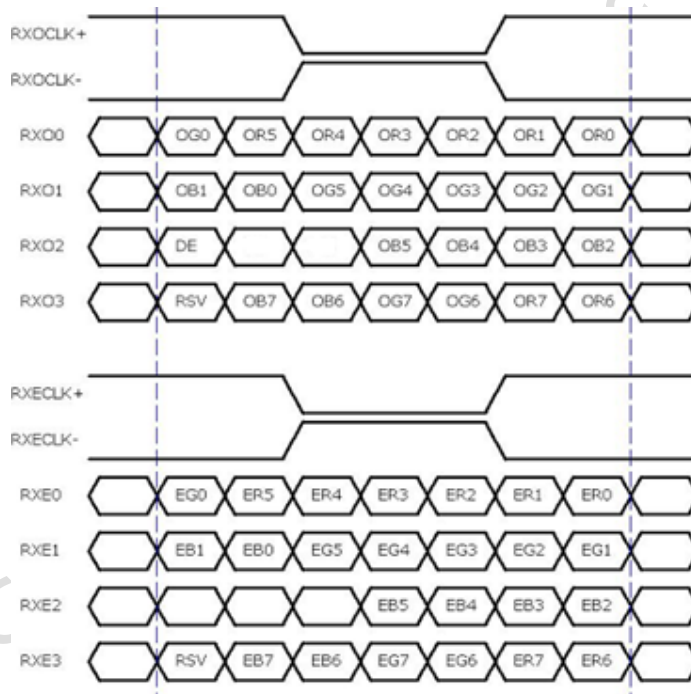 RXOCLK+
RXOCLK-
RXO0 OG0 OR5 OR4 OR3 OR2 OR1 OR0
RXO1 OB1 OB0 OG5 OG4 OG3 OG2 OG1
RXO2 DE OB5 OB4 OB3 OB2
RXO3 RSV OB7 OB6 OG7 OG6 OR7 OR6
RXECLK+
RXECLK-
RXE0 EG0 ER5 ER4 ER3 ER2 ER1 ER0
RXE1 EB1 EB0 EG5 EG4 EG3 EG2 EG1
RXE2 EB5 EB4 EB3 EB2
RXE3 RSV EB7 EB6 EG7 EG6 ER7 ER6